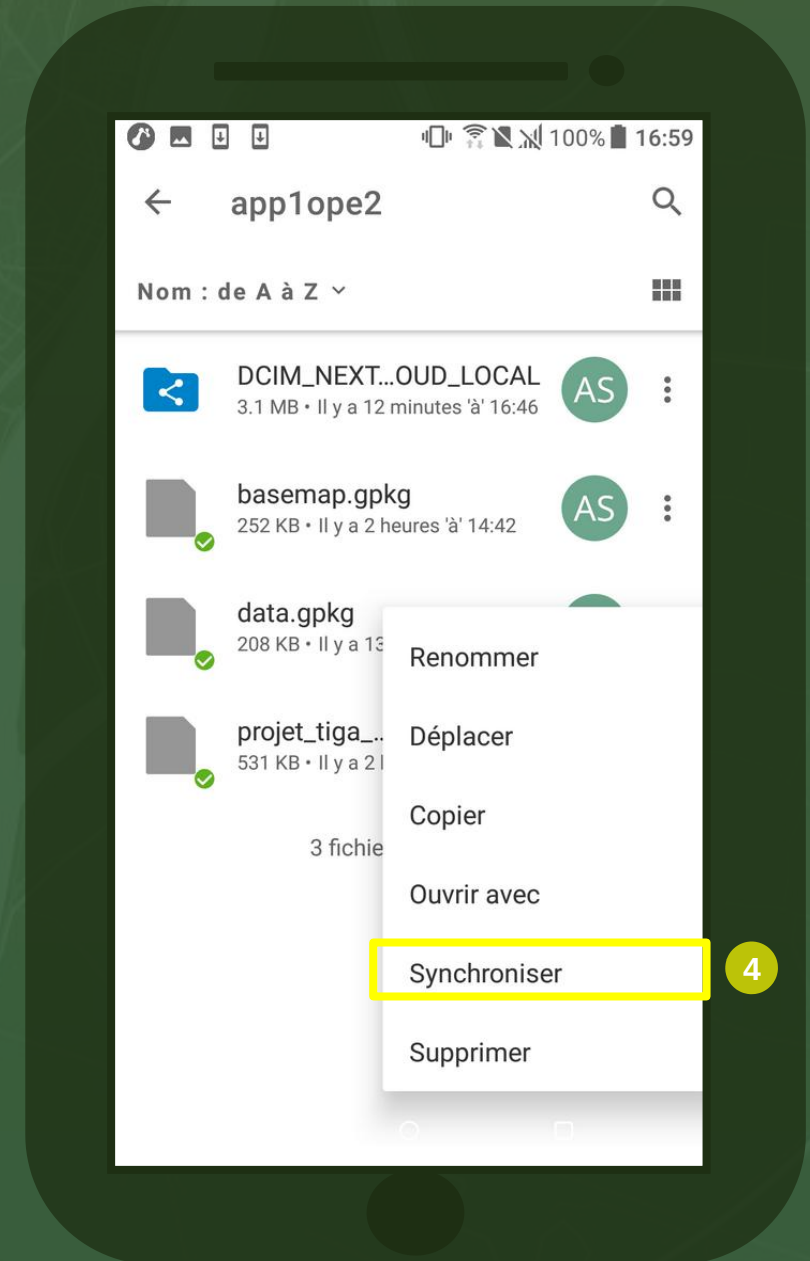 100% 16:59
app1ope2
Nom : de A à Z
DCIM_NEXT...OUD_LOCAL
AS
3.1 MB • Il y a 12 minutes 'à' 16:46
basemap.gpkg
AS
252 KB • Il y a 2 heures 'à' 14:42
data.gpkg
208 KB • Il y a 13
Renommer
projet_tiga_...
Déplacer
531 KB • Il y a 2
Copier
3 fichie
Ouvrir avec
Synchroniser
4
Supprimer